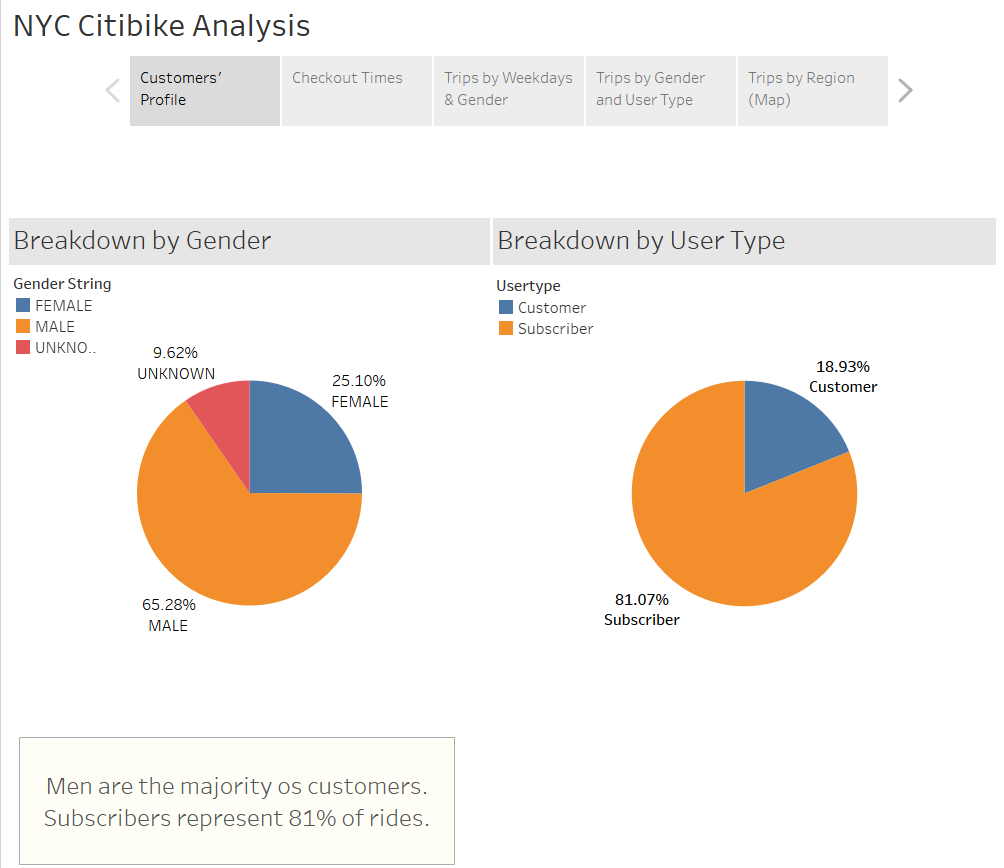 NYC Citibike Analysis
Customers’
Profile
Checkout Times
Trips by Weekdays
& Gender
Trips by Gender
and User Type
Trips by Region
(Map)
Breakdown by Gender
Gender String
FEMALE
MALE
UNKNO..
9.62%
UNKNOWN
25.10%
FEMALE
65.28%
MALE
Breakdown by User Type
Usertype
Customer
Subscriber
18.93%
Customer
81.07%
Subscriber
Men are the majority os customers.
Subscribers represent 81% of rides.